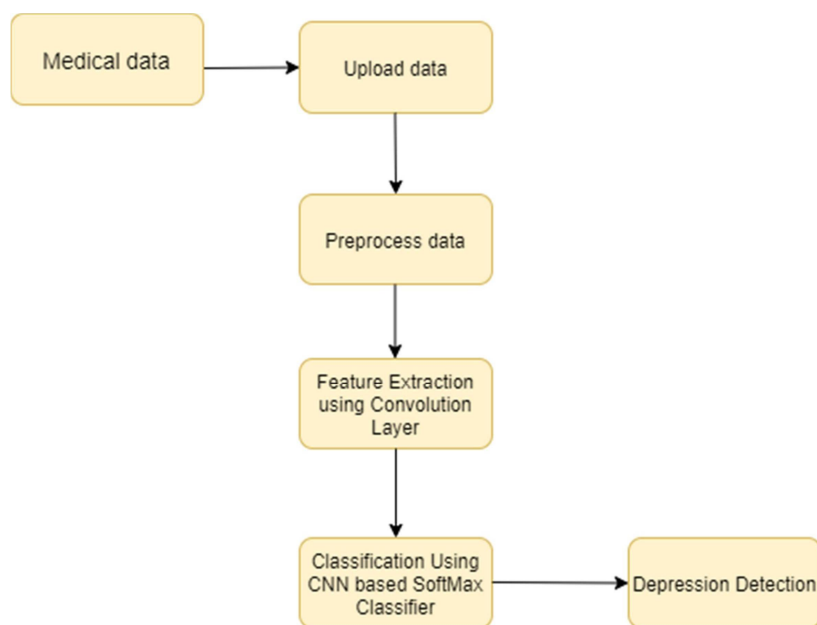 Medical data
Upload data
Preprocess data
Feature Extraction
using Convolution
Layer
Classification Using
CNN based SoftMax
Classifier
Depression Detection